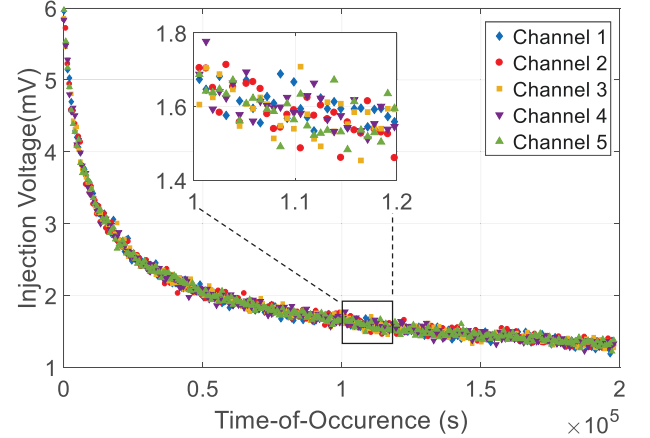 6
5
4
3
2
1
Injection Voltage(mV)
1.8
1.6
1.4
1
1.1
1.2
Channel 1
Channel 2
Channel 3
Channel 4
Channel 5
0
0.5
1
1.5
2
Time-of-Occurence (s)
×10⁵